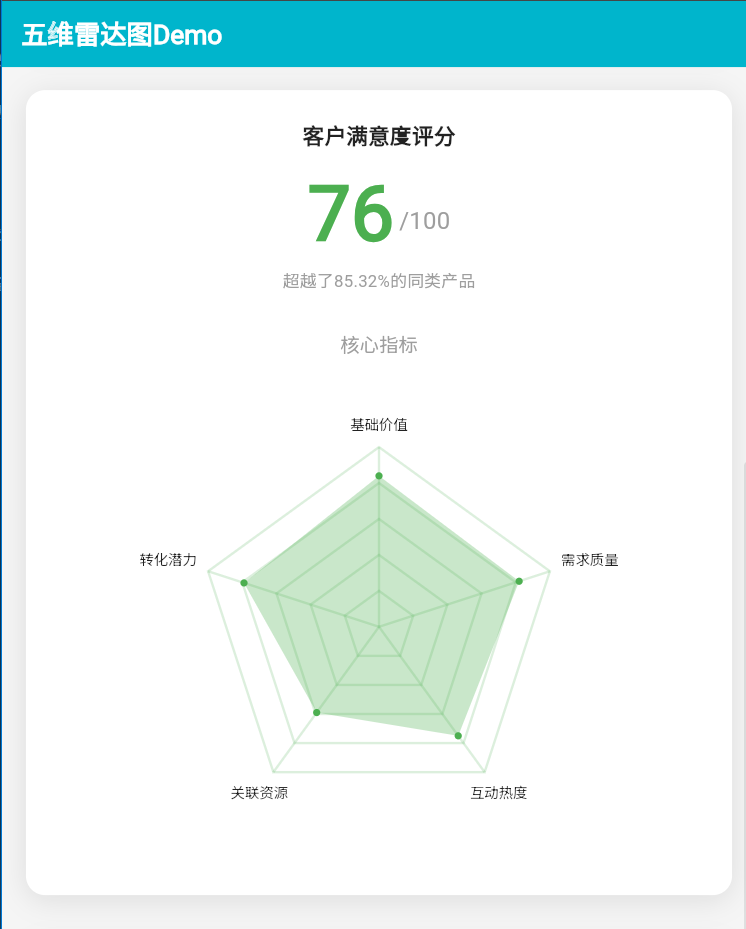 五维雷达图Demo
客户满意度评分
76 /100
超越了85.32%的同类产品
核心指标
基础价值
转化潜力
需求质量
关联资源
互动热度